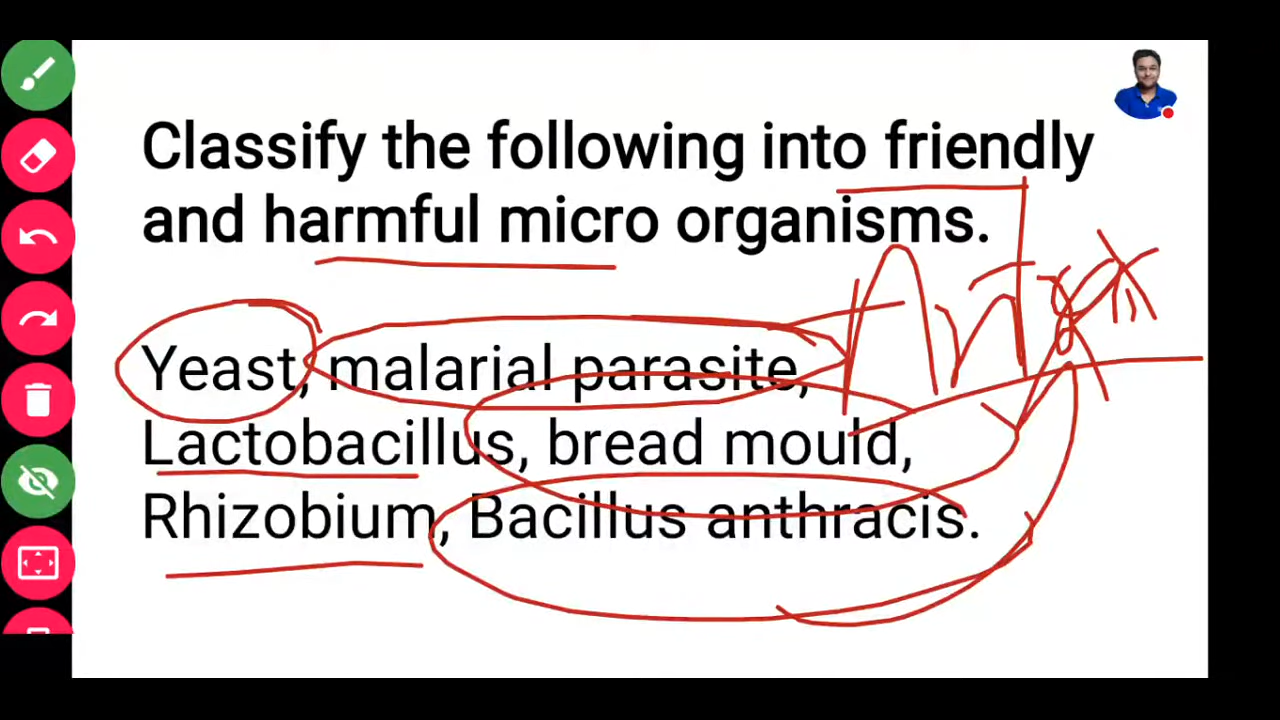 Classify the following into friendly
and harmful micro organisms.
Yeast, malarial parasite,
Lactobacillus, bread mould,
Rhizobium, Bacillus anthracis.